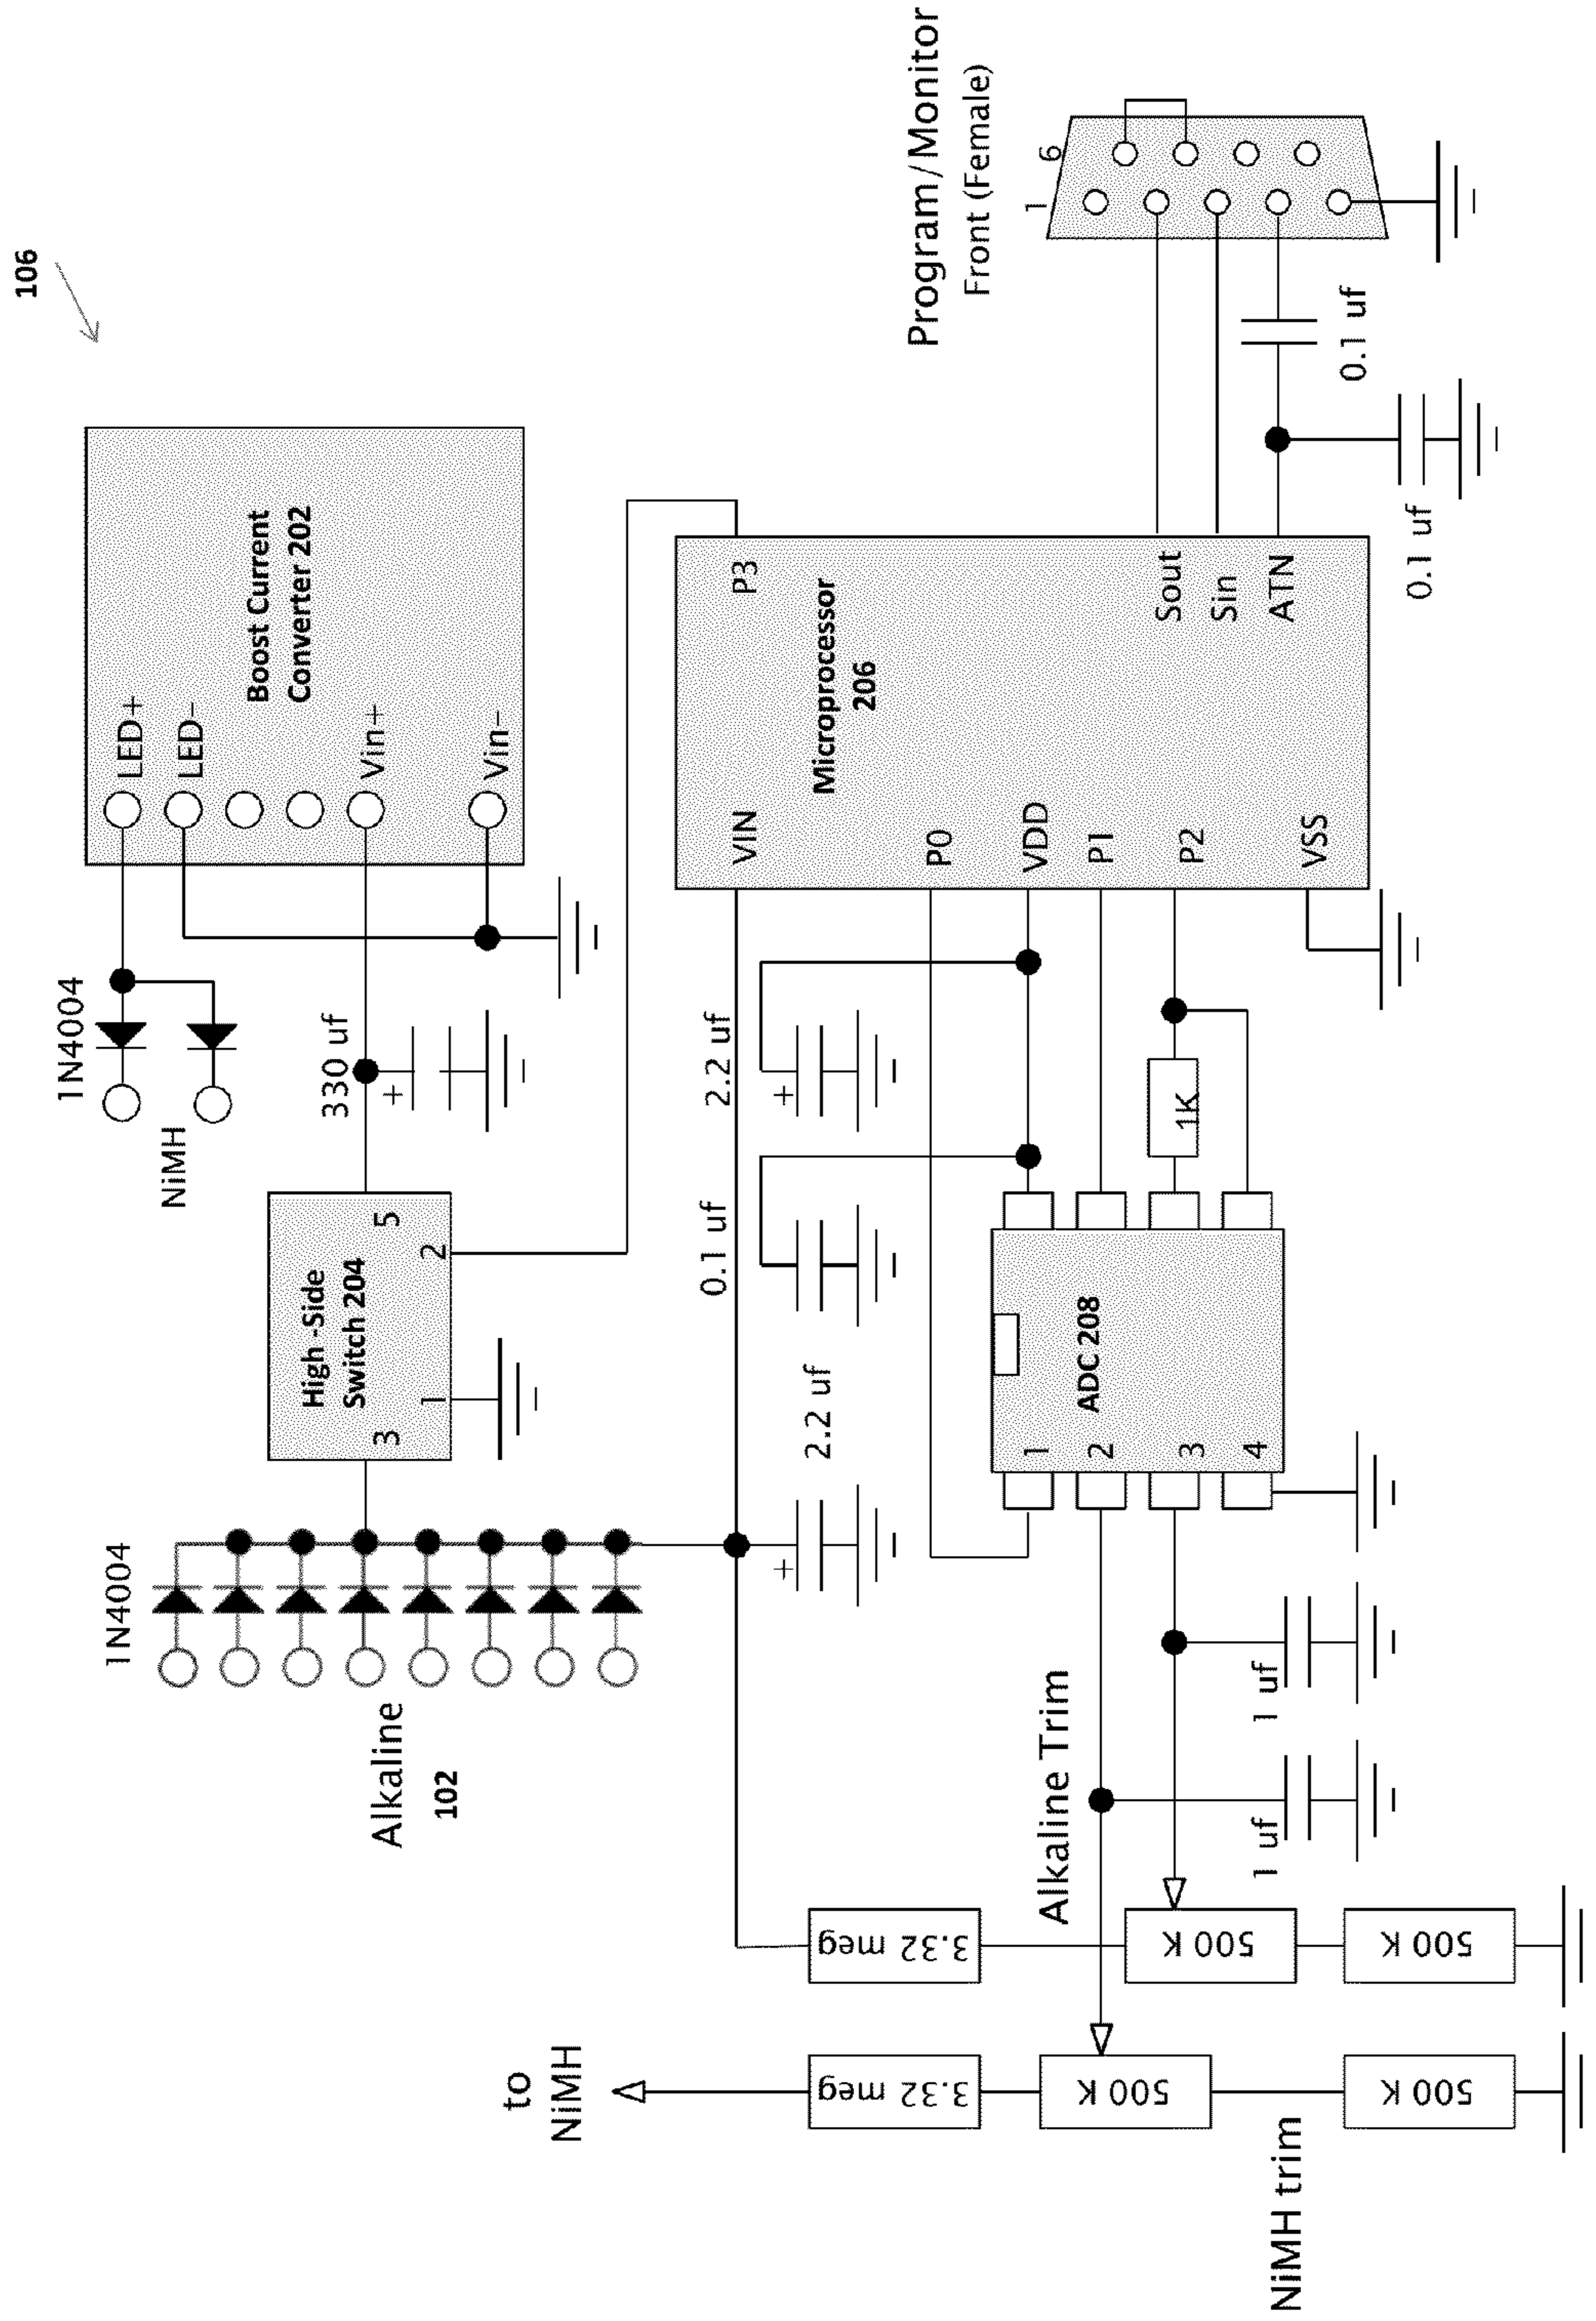 106
1N4004
NiMH
LED+
LED-
Vin+
Vin-
Boost Current
Converter 202
330 uf
+
High -Side
Switch 204
3
1
2
5
1N4004
Alkaline
102
Program/Monitor
Front (Female)
1
6
Microprocessor
206
VIN
P0
VDD
P1
P2
VSS
P3
Sout
Sin
ATN
0.1 uf
0.1 uf
2.2 uf
+
0.1 uf
2.2 uf
+
1K
ADC 208
1
2
3
4
Alkaline Trim
1 uf
1 uf
to
NiMH
3.32 meg
500 K
500 K
3.32 meg
500 K
500 K
NiMH trim